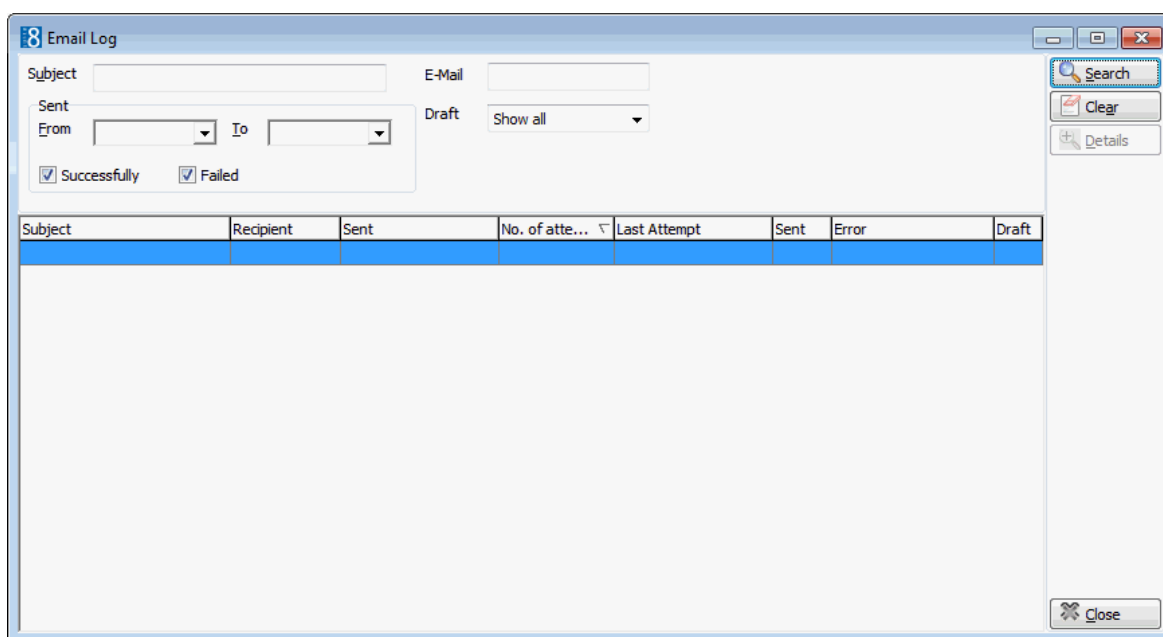 8 Email Log
Subject E-Mail Search
Sent Draft Show all Clear
From To Details
Successfully Failed
Subject Recipient Sent No. of atte... Last Attempt Sent Error Draft
Close